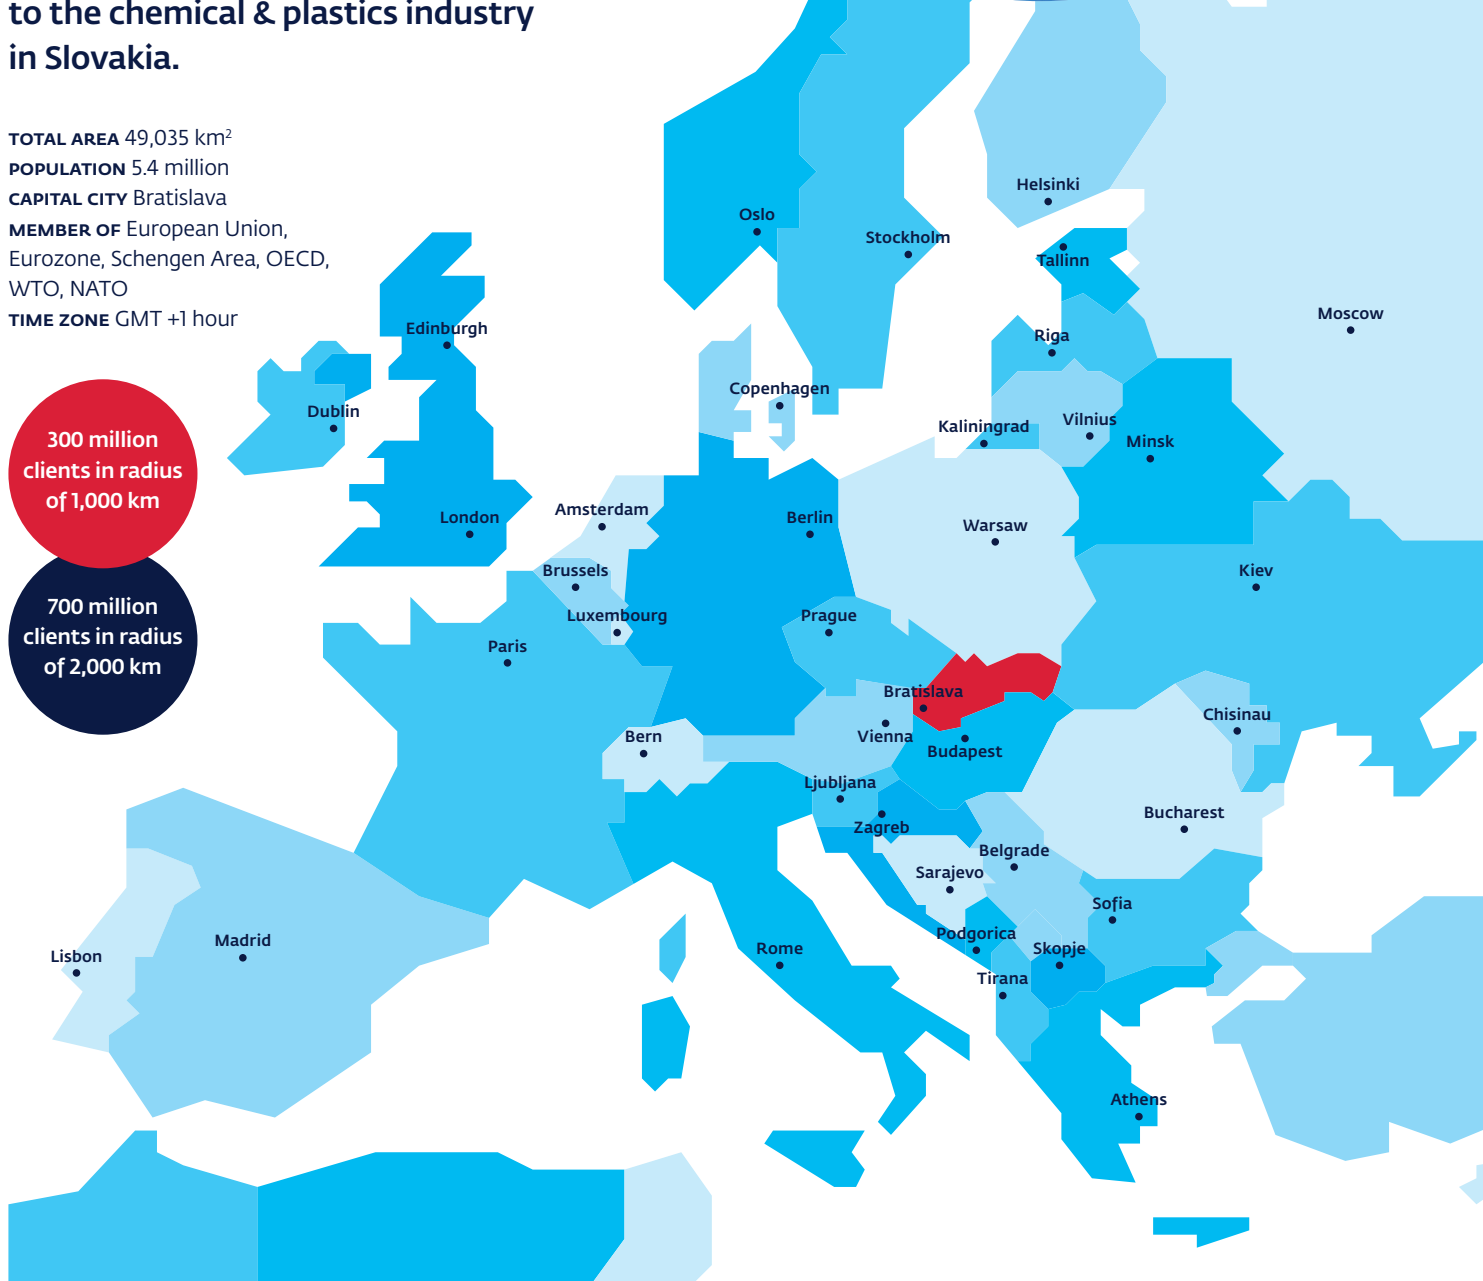 to the chemical & plastics industry
in Slovakia.
TOTAL AREA 49,035 km²
POPULATION 5.4 million
CAPITAL CITY Bratislava
MEMBER OF European Union,
Eurozone, Schengen Area, OECD,
WTO, NATO
TIME ZONE GMT +1 hour
300 million
clients in radius
of 1,000 km
700 million
clients in radius
of 2,000 km
Helsinki
Oslo
Stockholm
Tallinn
Moscow
Edinburgh
Riga
Copenhagen
Dublin
Vilnius
Kaliningrad
Minsk
Amsterdam
London
Berlin
Warsaw
Brussels
Kiev
Luxembourg
Prague
Paris
Bratislava
Chisinau
Bern
Vienna
Budapest
Ljubljana
Bucharest
Zagreb
Belgrade
Sarajevo
Sofia
Podgorica
Madrid
Rome
Skopje
Lisbon
Tirana
Athens